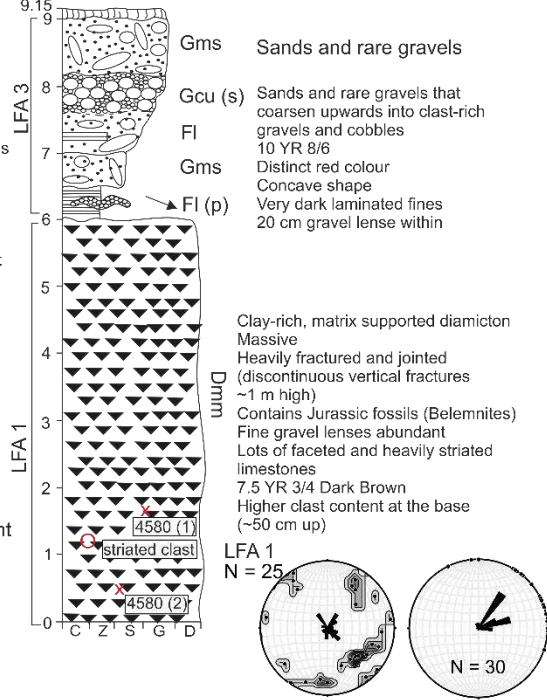 9.15
9
Gms
Sands and rare gravels
8
LFA 3
Gcu (s)
Sands and rare gravels that
coarsen upwards into clast-rich
gravels and cobbles
Fl
10 YR 8/6
s
7
Gms
Distinct red colour
Concave shape
Fl (p)
Very dark laminated fines
20 cm gravel lense within
6
5
4
3
2
1
0
LFA 1
Dmm
Clay-rich, matrix supported diamicton
Massive
Heavily fractured and jointed
(discontinuous vertical fractures
~1 m high)
Contains Jurassic fossils (Belemnites)
Fine gravel lenses abundant
Lots of faceted and heavily striated
limestones
7.5 YR 3/4 Dark Brown
Higher clast content at the base
(~50 cm up)
nt
x
4580 (1)
striated clast
x
4580 (2)
C Z S G D
LFA 1
N = 25
N = 30